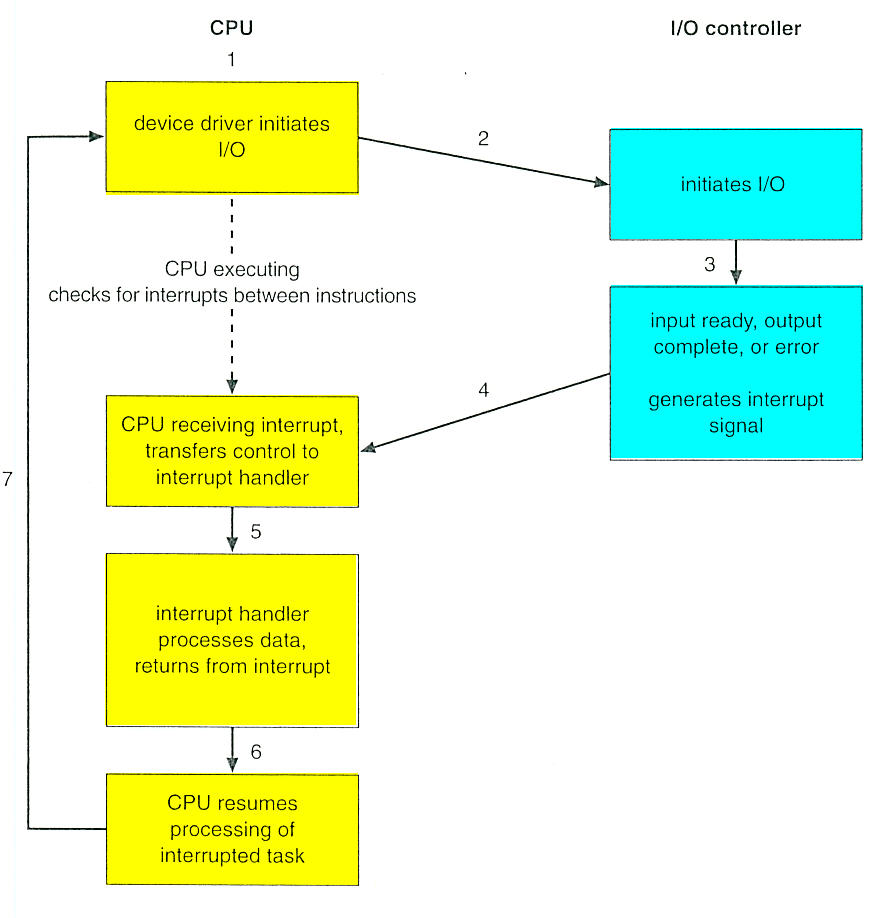 CPU
I/O controller
1
device driver initiates
I/O
2
initiates I/O
CPU executing
checks for interrupts between instructions
3
input ready, output
complete, or error
generates interrupt
signal
4
CPU receiving interrupt,
transfers control to
interrupt handler
7
5
interrupt handler
processes data,
returns from interrupt
6
CPU resumes
processing of
interrupted task